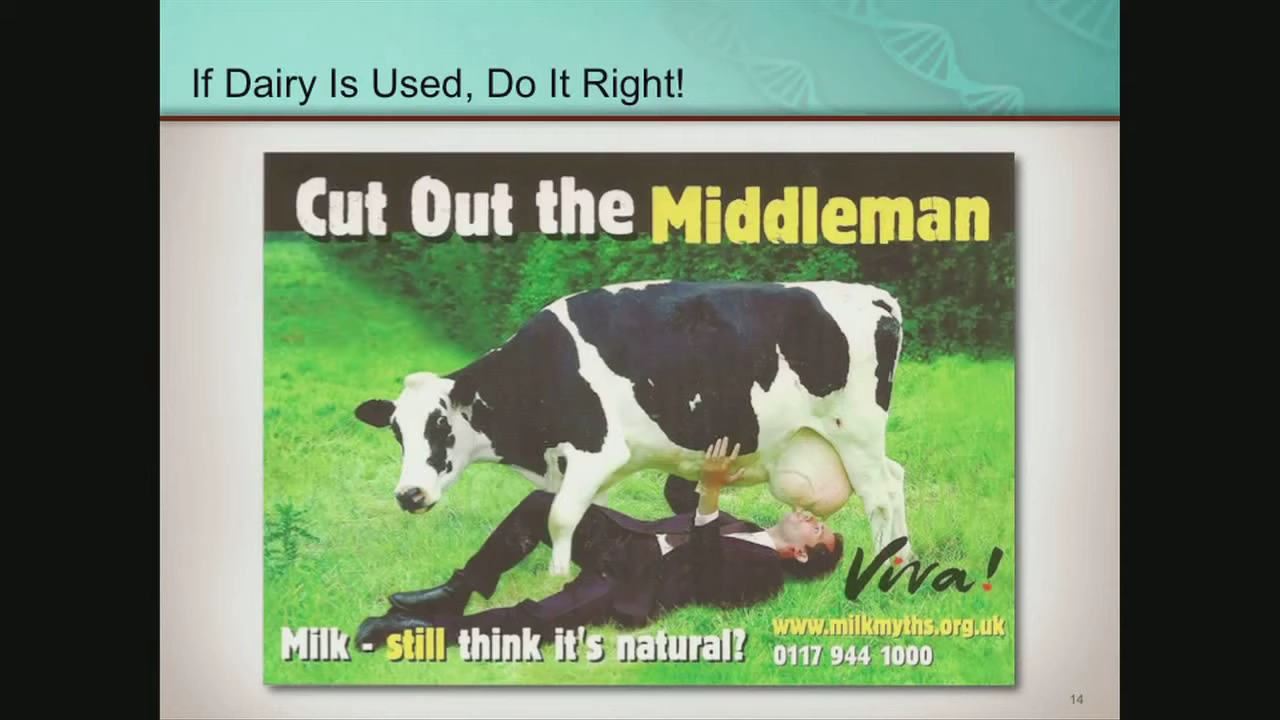 If Dairy Is Used, Do It Right!
Cut Out the Middleman
Viva!
Milk - still think it's natural?
www.milkmyths.org.uk
0117 944 1000
14